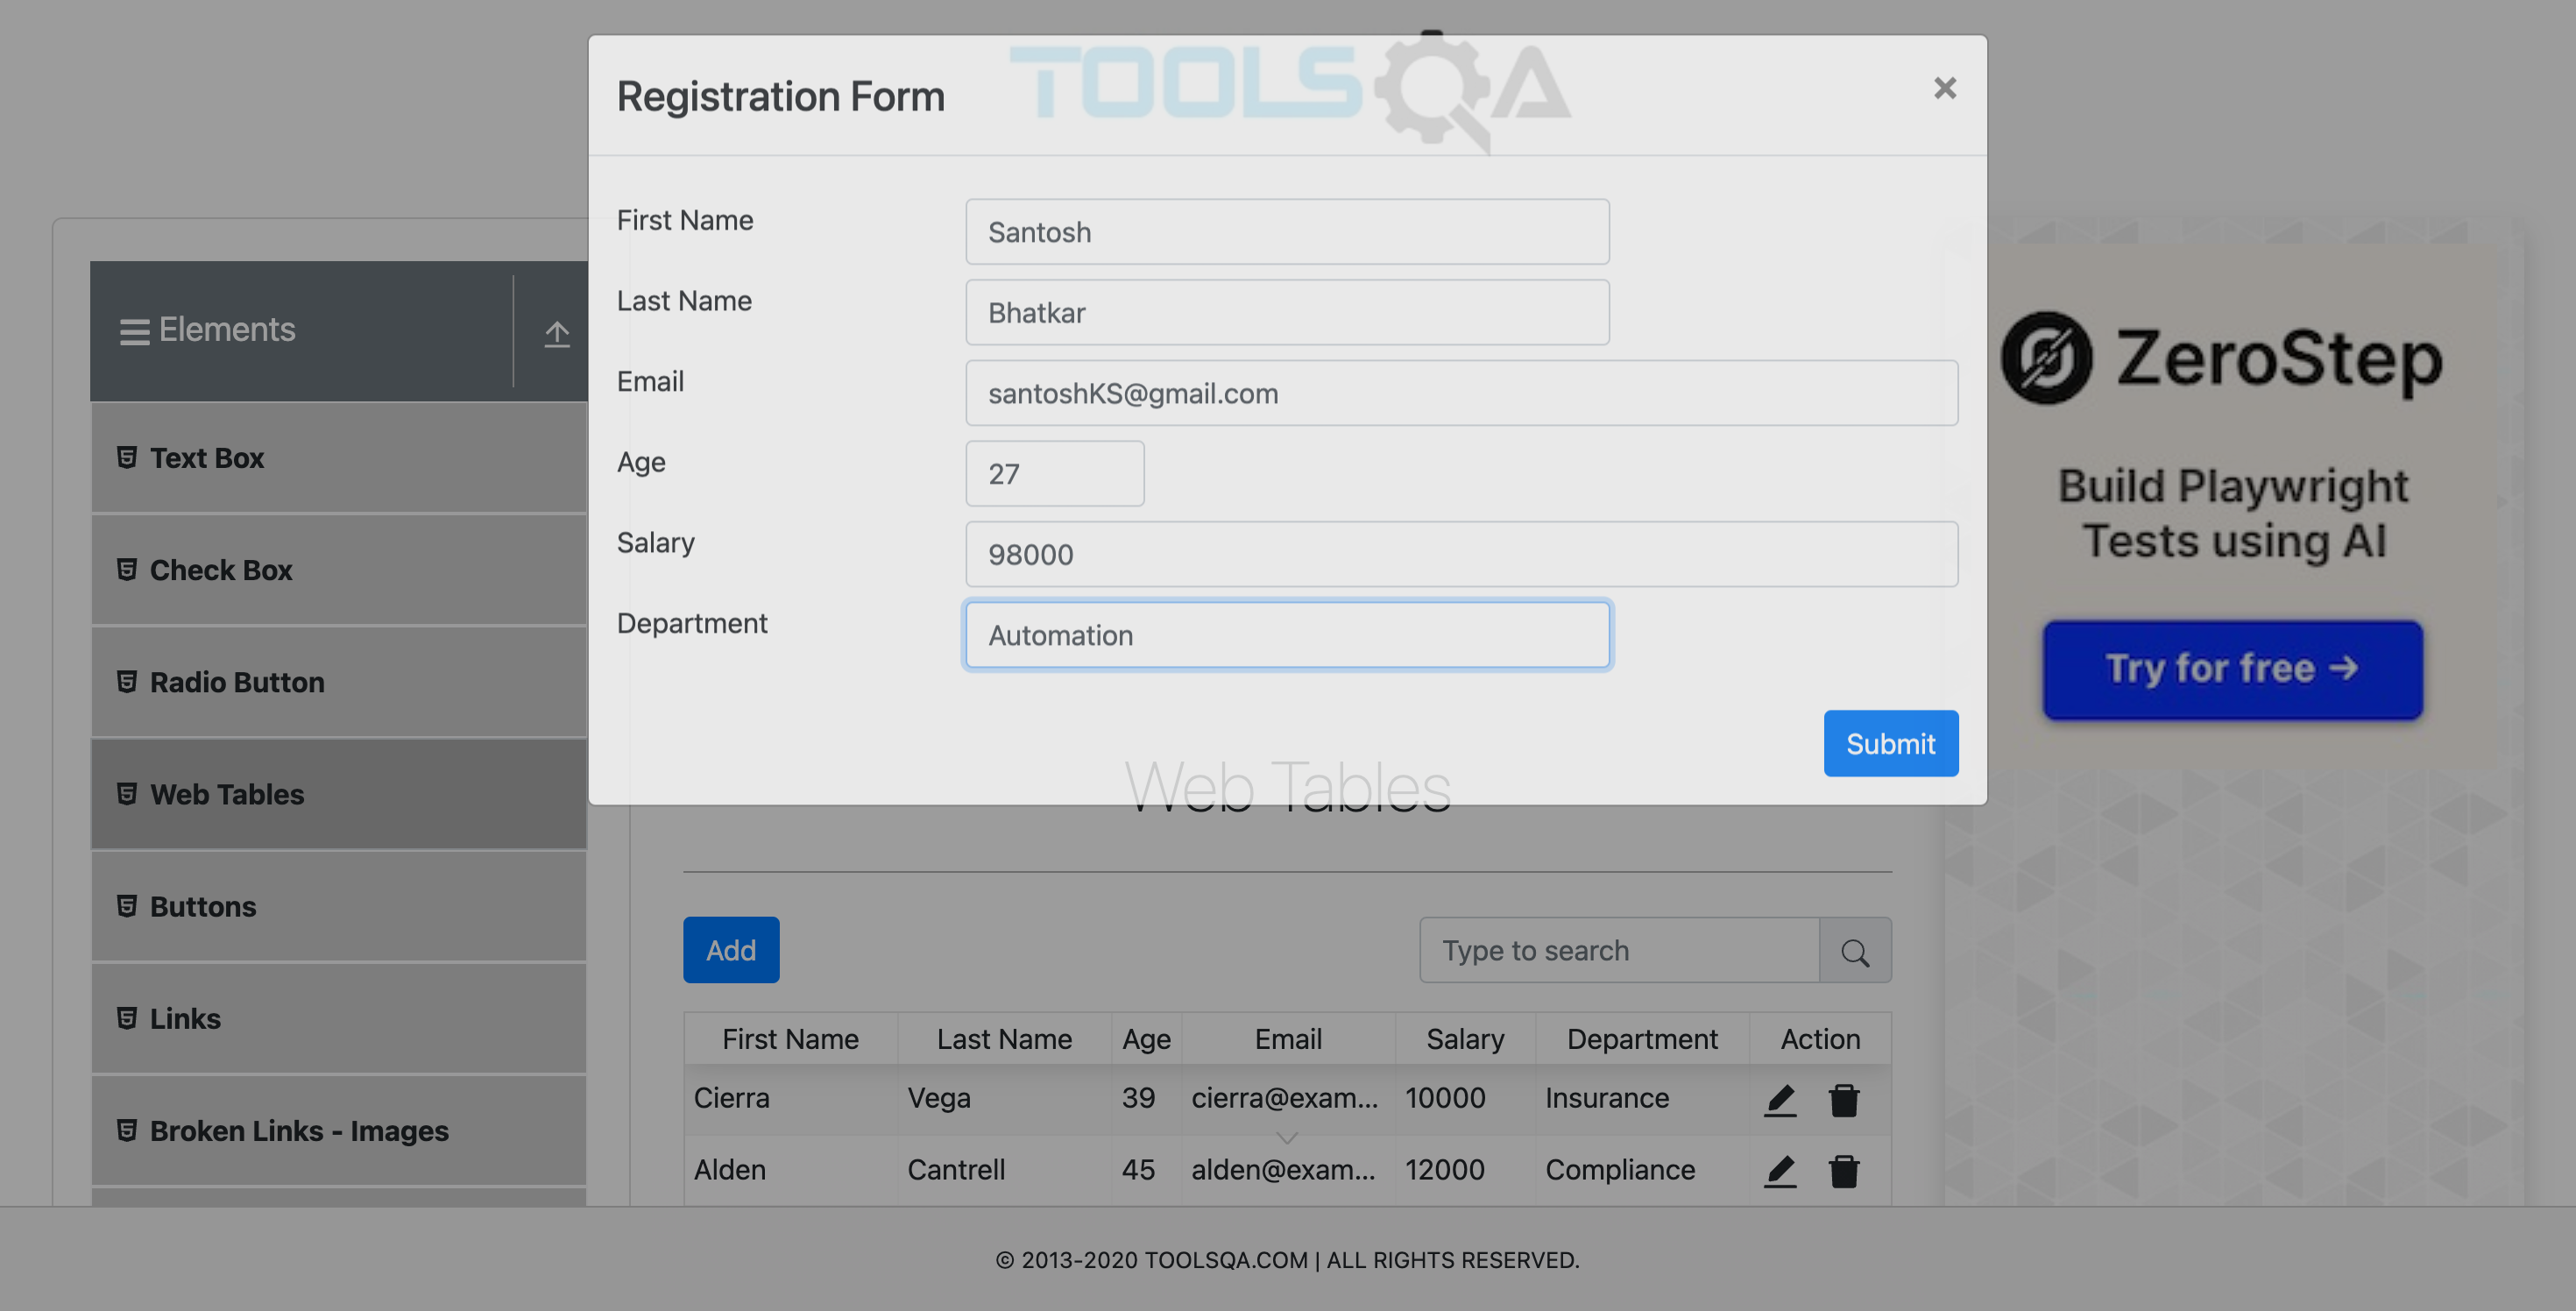 TOOLSQA
Registration Form
×
First Name
Santosh
Last Name
Bhatkar
Email
santoshKS@gmail.com
Age
27
Salary
98000
Department
Automation
Submit
Elements
Text Box
Check Box
Radio Button
Web Tables
Buttons
Links
Broken Links - Images
Web Tables
Add
Type to search
First Name Last Name Age Email Salary Department Action
Cierra Vega 39 cierra@exam... 10000 Insurance
Alden Cantrell 45 alden@exam... 12000 Compliance
ZeroStep
Build Playwright
Tests using AI
Try for free →
© 2013-2020 TOOLSQA.COM | ALL RIGHTS RESERVED.